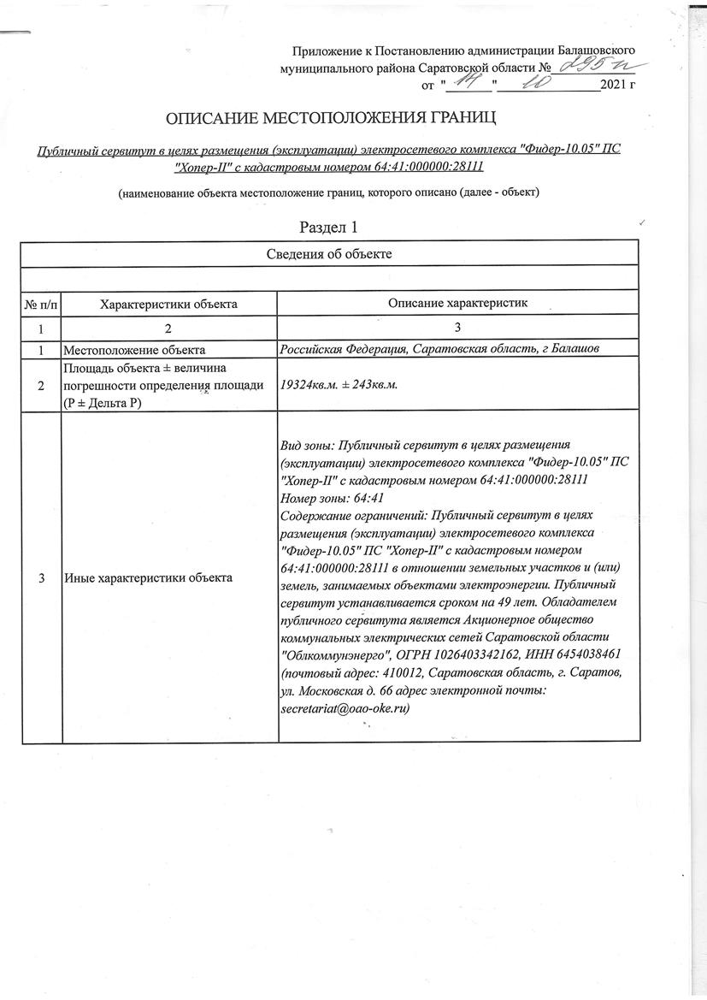 Приложение к Постановлению администрации Балашовского
муниципального района Саратовской области № 295 п
от "14" 10 2021 г
ОПИСАНИЕ МЕСТОПОЛОЖЕНИЯ ГРАНИЦ
Публичный сервитут в целях размещения (эксплуатации) электросетевого комплекса "Фидер-10.05" ПС
"Хопер-II" с кадастровым номером 64:41:000000:28111
(наименование объекта местоположение границ, которого описано (далее - объект)
Раздел 1
Сведения об объекте
№ п/п Характеристики объекта Описание характеристик
1 2 3
1 Местоположение объекта Российская Федерация, Саратовская область, г Балашов
Площадь объекта ± величина
2 погрешности определения площади 19324кв.м. ± 243кв.м.
(P ± Дельта P)
Вид зоны: Публичный сервитут в целях размещения
(эксплуатации) электросетевого комплекса "Фидер-10.05" ПС
"Хопер-II" с кадастровым номером 64:41:000000:28111
Номер зоны: 64:41
Содержание ограничений: Публичный сервитут в целях
размещения (эксплуатации) электросетевого комплекса
"Фидер-10.05" ПС "Хопер-II" с кадастровым номером
64:41:000000:28111 в отношении земельных участков и (или)
3 Иные характеристики объекта
земель, занимаемых объектами электроэнергии. Публичный
сервитут устанавливается сроком на 49 лет. Обладателем
публичного сервитута является Акционерное общество
коммунальных электрических сетей Саратовской области
"Облкоммунэнерго", ОГРН 1026403342162, ИНН 6454038461
(почтовый адрес: 410012, Саратовская область, г. Саратов,
ул. Московская д. 66 адрес электронной почты:
secretariat@oao-oke.ru)